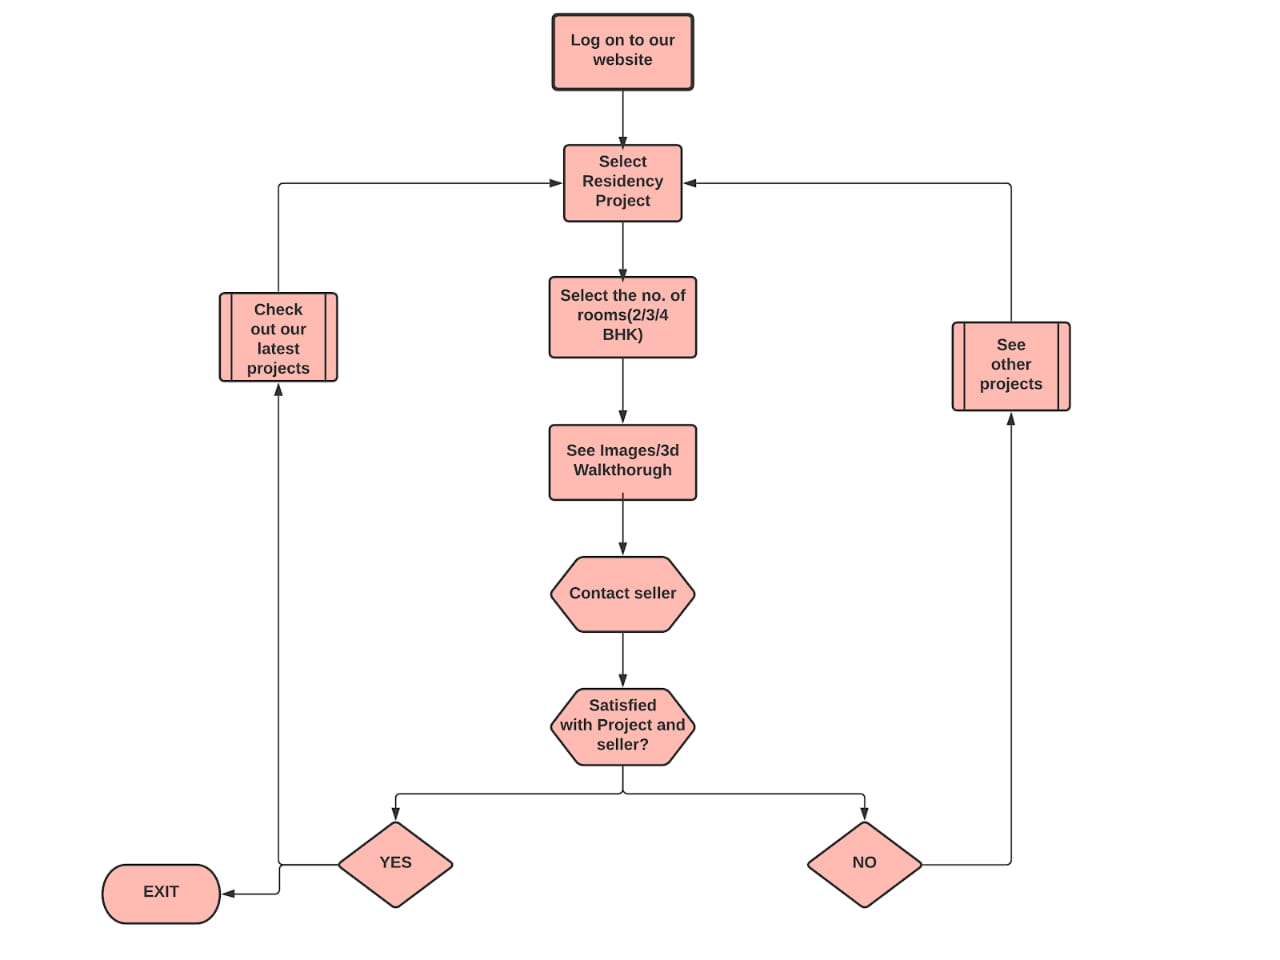 Log on to our
website
Select
Residency
Project
Select the no. of
rooms(2/3/4
BHK)
Check
out our
latest
projects
See
other
projects
See Images/3d
Walkthorugh
Contact seller
Satisfied
with Project and
seller?
YES
NO
EXIT